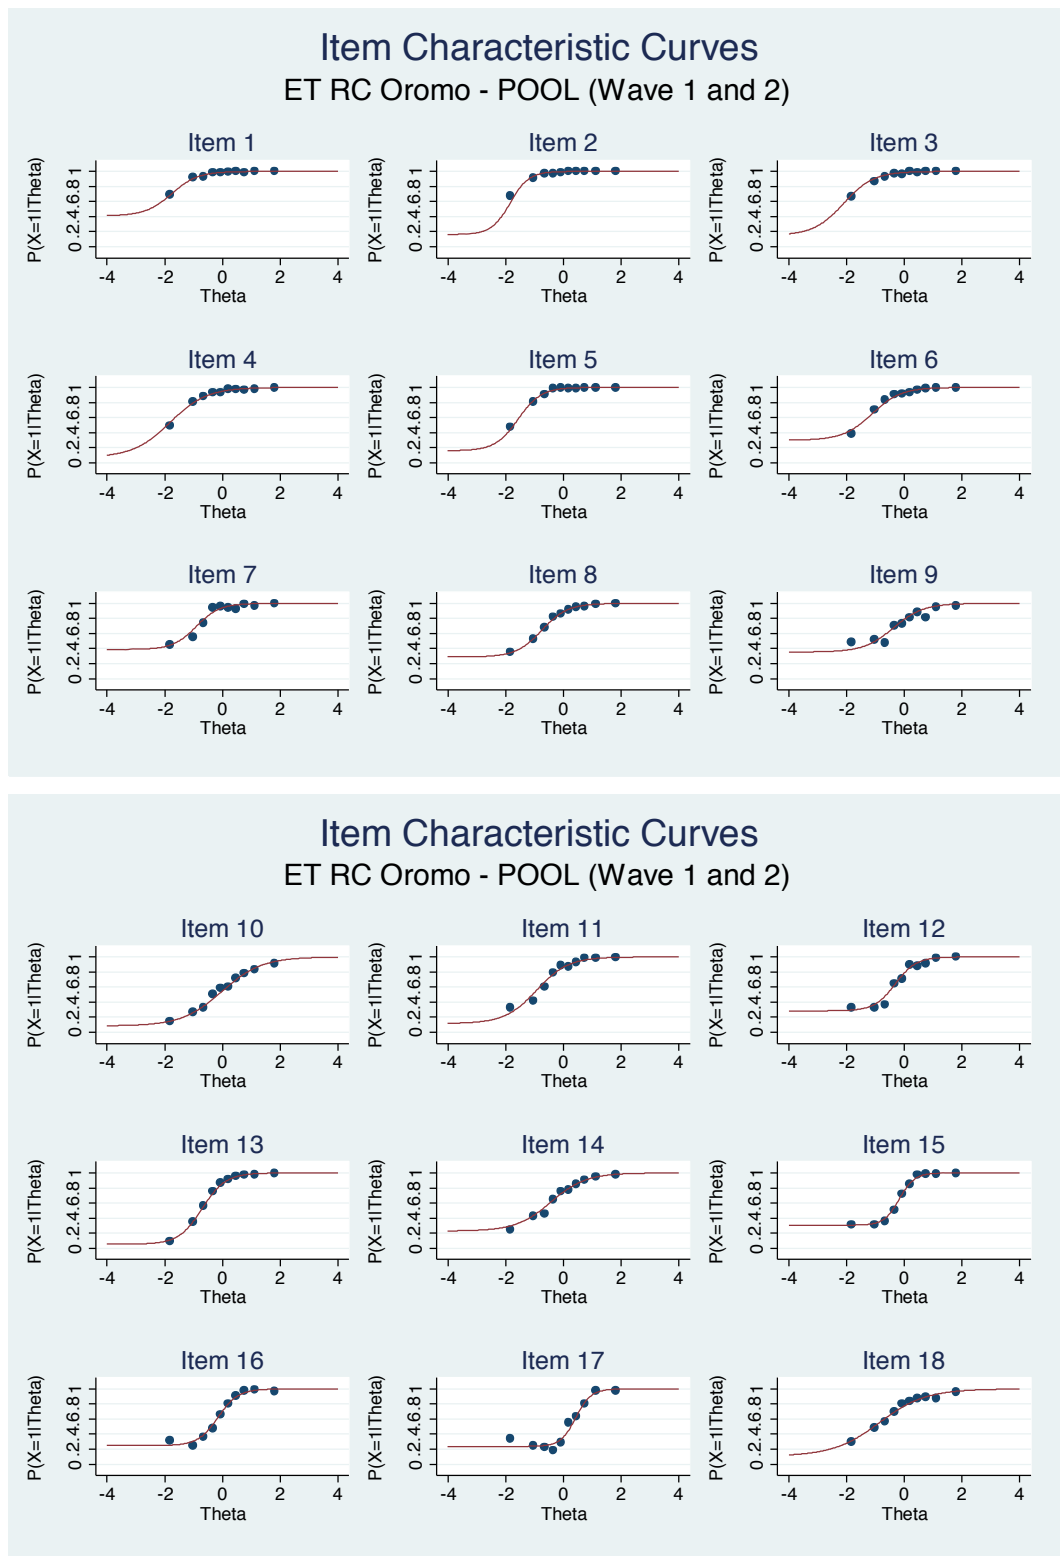 Item Characteristic Curves
ET RC Oromo - POOL (Wave 1 and 2)
Item 1
P(X=1|Theta)
0 .2 .4 .6 .8 1
-4 -2 0 2 4
Theta
Item 2
P(X=1|Theta)
0 .2 .4 .6 .8 1
-4 -2 0 2 4
Theta
Item 3
P(X=1|Theta)
0 .2 .4 .6 .8 1
-4 -2 0 2 4
Theta
Item 4
P(X=1|Theta)
0 .2 .4 .6 .8 1
-4 -2 0 2 4
Theta
Item 5
P(X=1|Theta)
0 .2 .4 .6 .8 1
-4 -2 0 2 4
Theta
Item 6
P(X=1|Theta)
0 .2 .4 .6 .8 1
-4 -2 0 2 4
Theta
Item 7
P(X=1|Theta)
0 .2 .4 .6 .8 1
-4 -2 0 2 4
Theta
Item 8
P(X=1|Theta)
0 .2 .4 .6 .8 1
-4 -2 0 2 4
Theta
Item 9
P(X=1|Theta)
0 .2 .4 .6 .8 1
-4 -2 0 2 4
Theta
Item Characteristic Curves
ET RC Oromo - POOL (Wave 1 and 2)
Item 10
P(X=1|Theta)
0 .2 .4 .6 .8 1
-4 -2 0 2 4
Theta
Item 11
P(X=1|Theta)
0 .2 .4 .6 .8 1
-4 -2 0 2 4
Theta
Item 12
P(X=1|Theta)
0 .2 .4 .6 .8 1
-4 -2 0 2 4
Theta
Item 13
P(X=1|Theta)
0 .2 .4 .6 .8 1
-4 -2 0 2 4
Theta
Item 14
P(X=1|Theta)
0 .2 .4 .6 .8 1
-4 -2 0 2 4
Theta
Item 15
P(X=1|Theta)
0 .2 .4 .6 .8 1
-4 -2 0 2 4
Theta
Item 16
P(X=1|Theta)
0 .2 .4 .6 .8 1
-4 -2 0 2 4
Theta
Item 17
P(X=1|Theta)
0 .2 .4 .6 .8 1
-4 -2 0 2 4
Theta
Item 18
P(X=1|Theta)
0 .2 .4 .6 .8 1
-4 -2 0 2 4
Theta